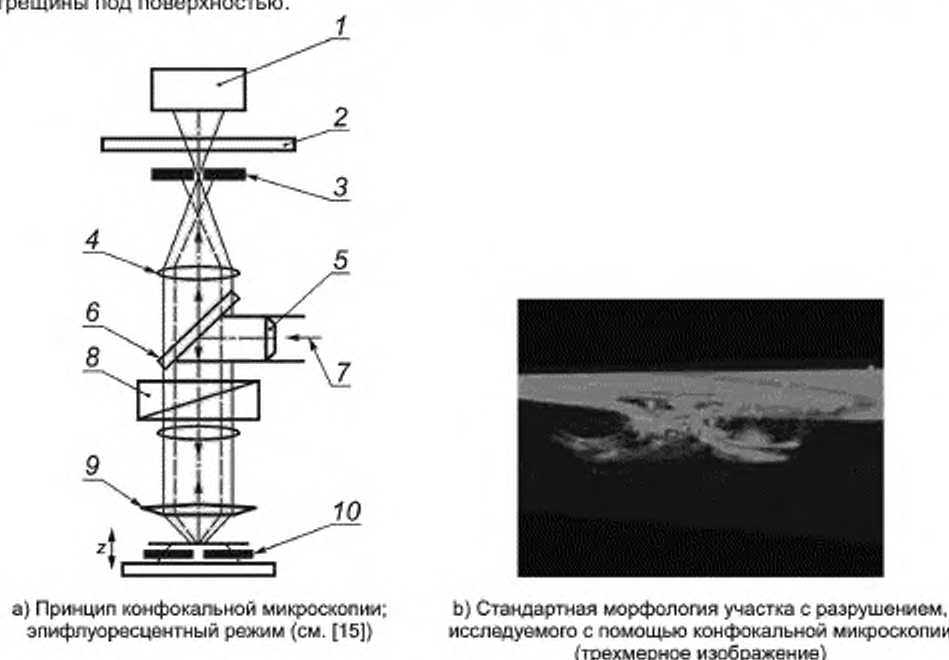 трещины под поверхностью.
1
2
3
4
5
6
7
8
9
10
z
a) Принцип конфокальной микроскопии;
эпифлуоресцентный режим (см. [15])
b) Стандартная морфология участка с разрушением,
исследуемого с помощью конфокальной микроскопии
(трехмерное изображение)